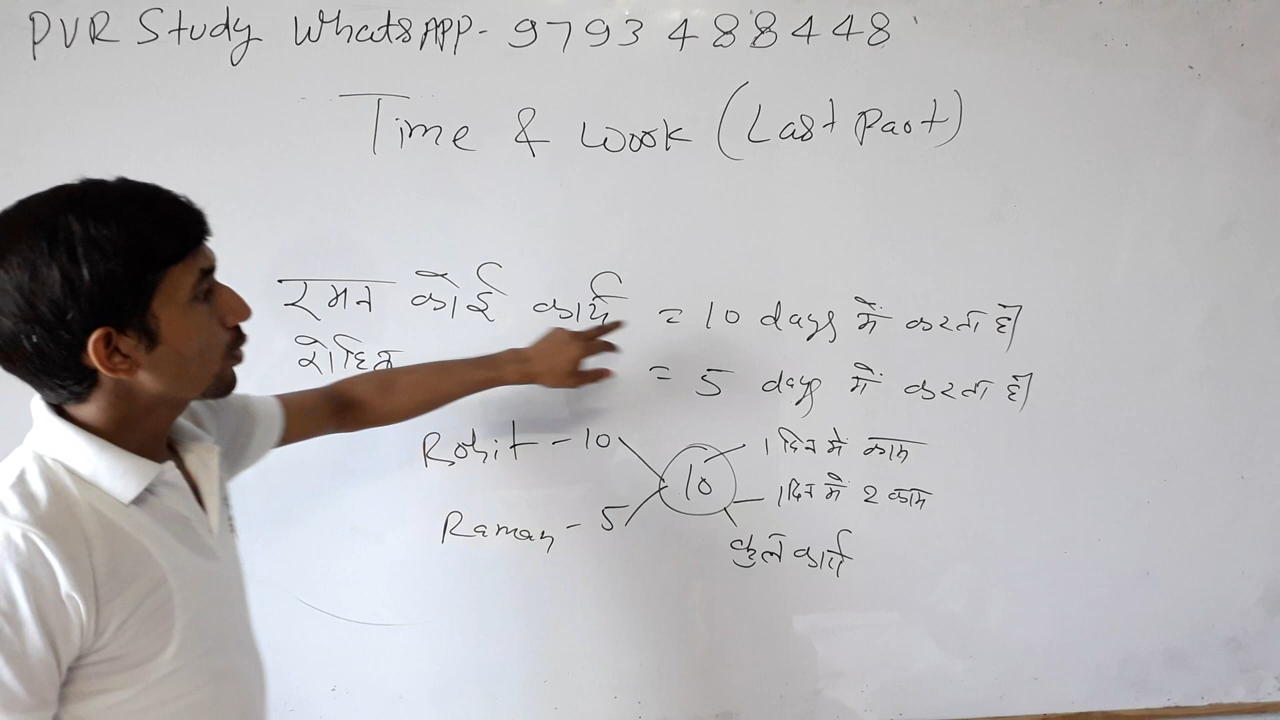 PVR Study WhatsAPP - 9793488448
Time & Work (Last Part)
रमन कोई कार्य = 10 days में करता है
रोहित = 5 days में करता है
Rohit - 10
1 दिन मे काम
10
1 दिन में 2 काम
Raman - 5
कुल कार्य